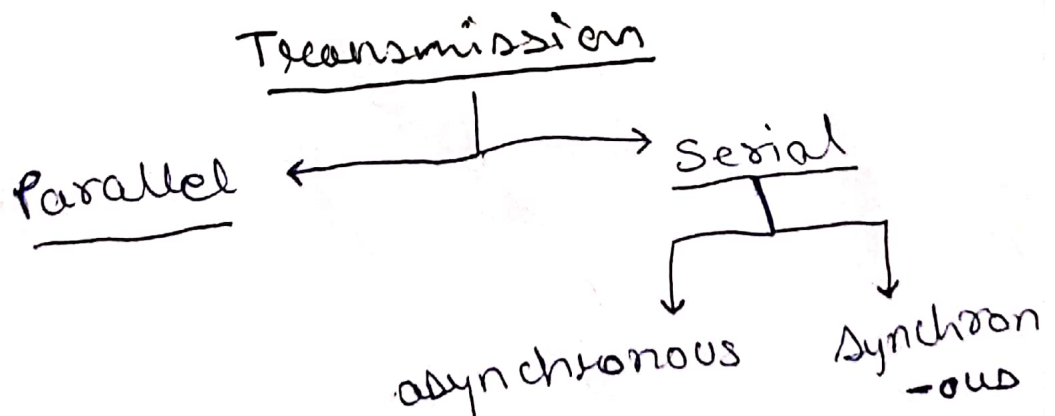 Transmission
Parallel
Serial
asynchronous
synchron
-ous